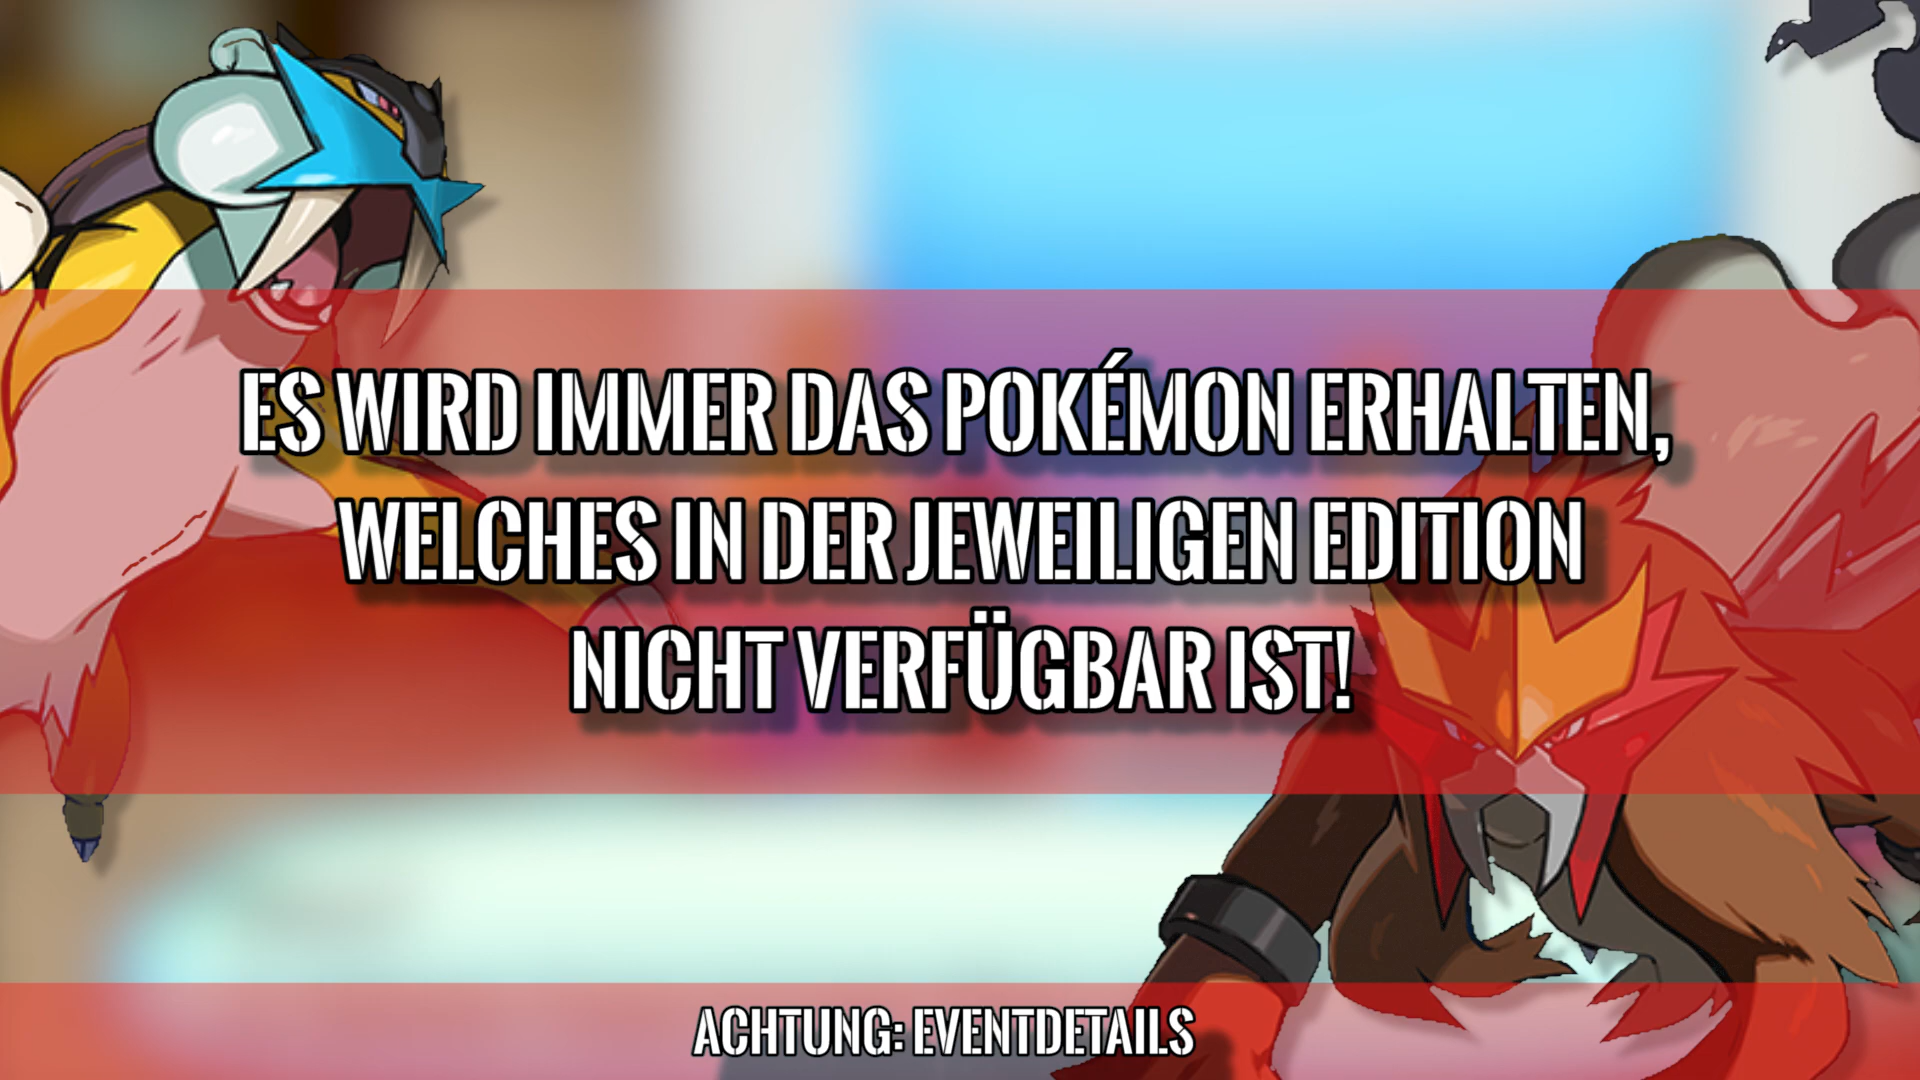 ES WIRD IMMER DAS POKÉMON ERHALTEN,
WELCHES IN DER JEWEILIGEN EDITION
NICHT VERFÜGBAR IST!
ACHTUNG: EVENTDETAILS